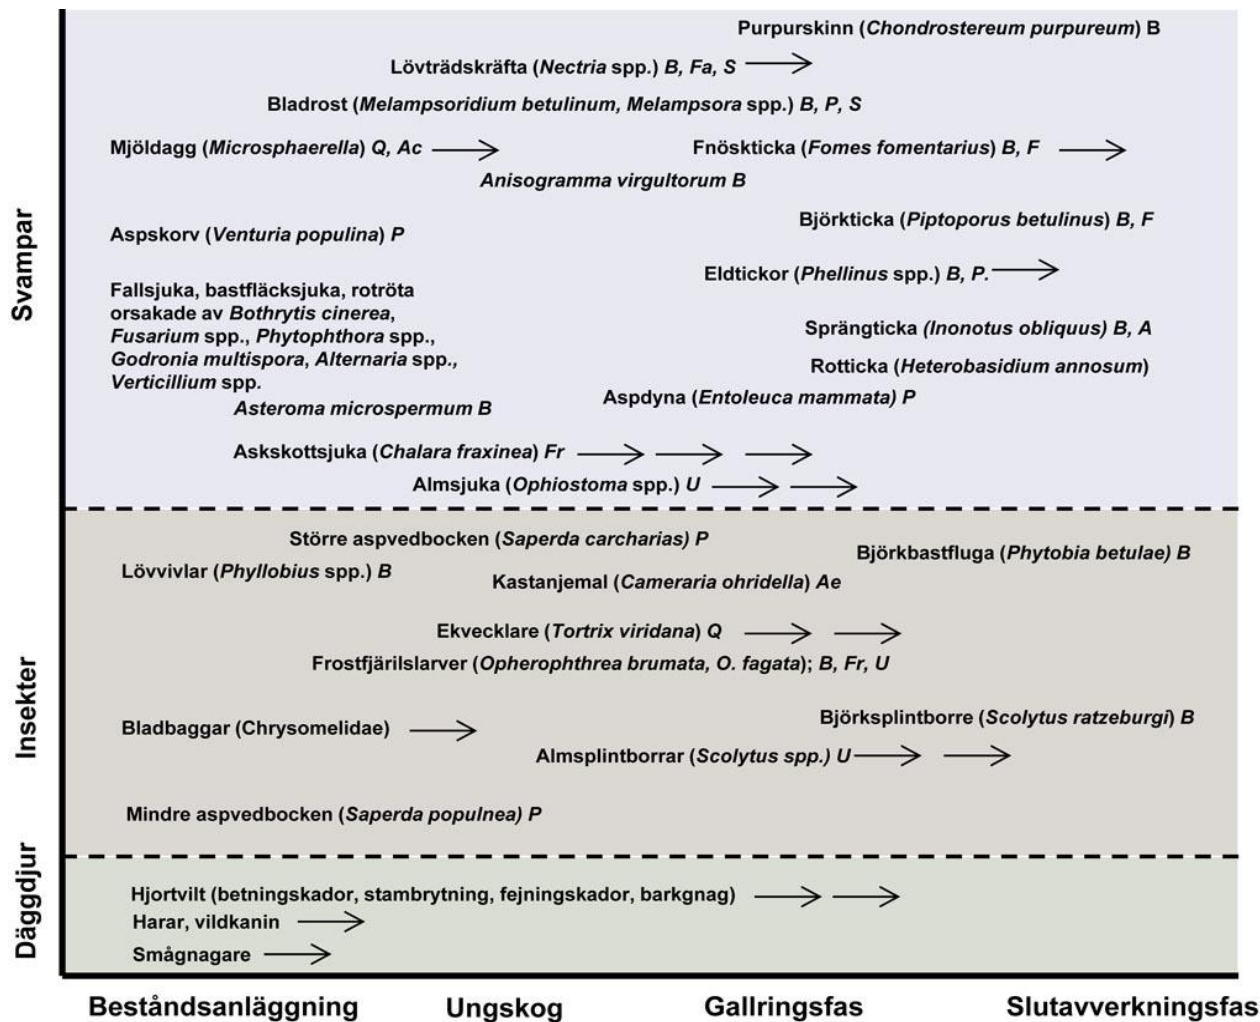 Purpurskinn (Chondrostereum purpureum) B
Lövträdskräfta (Nectria spp.) B, Fa, S
Bladrost (Melampsoridium betulinum, Melampsora spp.) B, P, S
Mjöldagg (Microsphaerella) Q, Ac
Fnöskticka (Fomes fomentarius) B, F
Anisogramma virgultorum B
Björkticka (Piptoporus betulinus) B, F
Aspskorv (Venturia populina) P
Eldtickor (Phellinus spp.) B, P.
Fallsjuka, bastfläcksjuka, rotröta
orsakade av Bothrytis cinerea,
Fusarium spp., Phytophthora spp.,
Godronia multispora, Alternaria spp.,
Verticillium spp.
Sprängticka (Inonotus obliquus) B, A
Rotticka (Heterobasidium annosum)
Aspdyna (Entoleuca mammata) P
Asteroma microspermum B
Askskottsjuka (Chalara fraxinea) Fr
Almsjuka (Ophiostoma spp.) U
Svampar
Större aspvedbocken (Saperda carcharias) P
Björkbastfluga (Phytobia betulae) B
Lövvivlar (Phyllobius spp.) B
Kastanjemal (Cameraria ohridella) Ae
Ekvecklare (Tortrix viridana) Q
Frostfjärilslarver (Opherophthrea brumata, O. fagata); B, Fr, U
Björksplintborre (Scolytus ratzeburgi) B
Bladbaggar (Chrysomelidae)
Almsplintborrar (Scolytus spp.) U
Mindre aspvedbocken (Saperda populnea) P
Insekter
Hjortvilt (betningskador, stambrytning, fejningskador, barkgnag)
Harar, vildkanin
Smågnagare
Däggdjur
Beståndsanläggning
Ungskog
Gallringsfas
Slutavverkningsfas